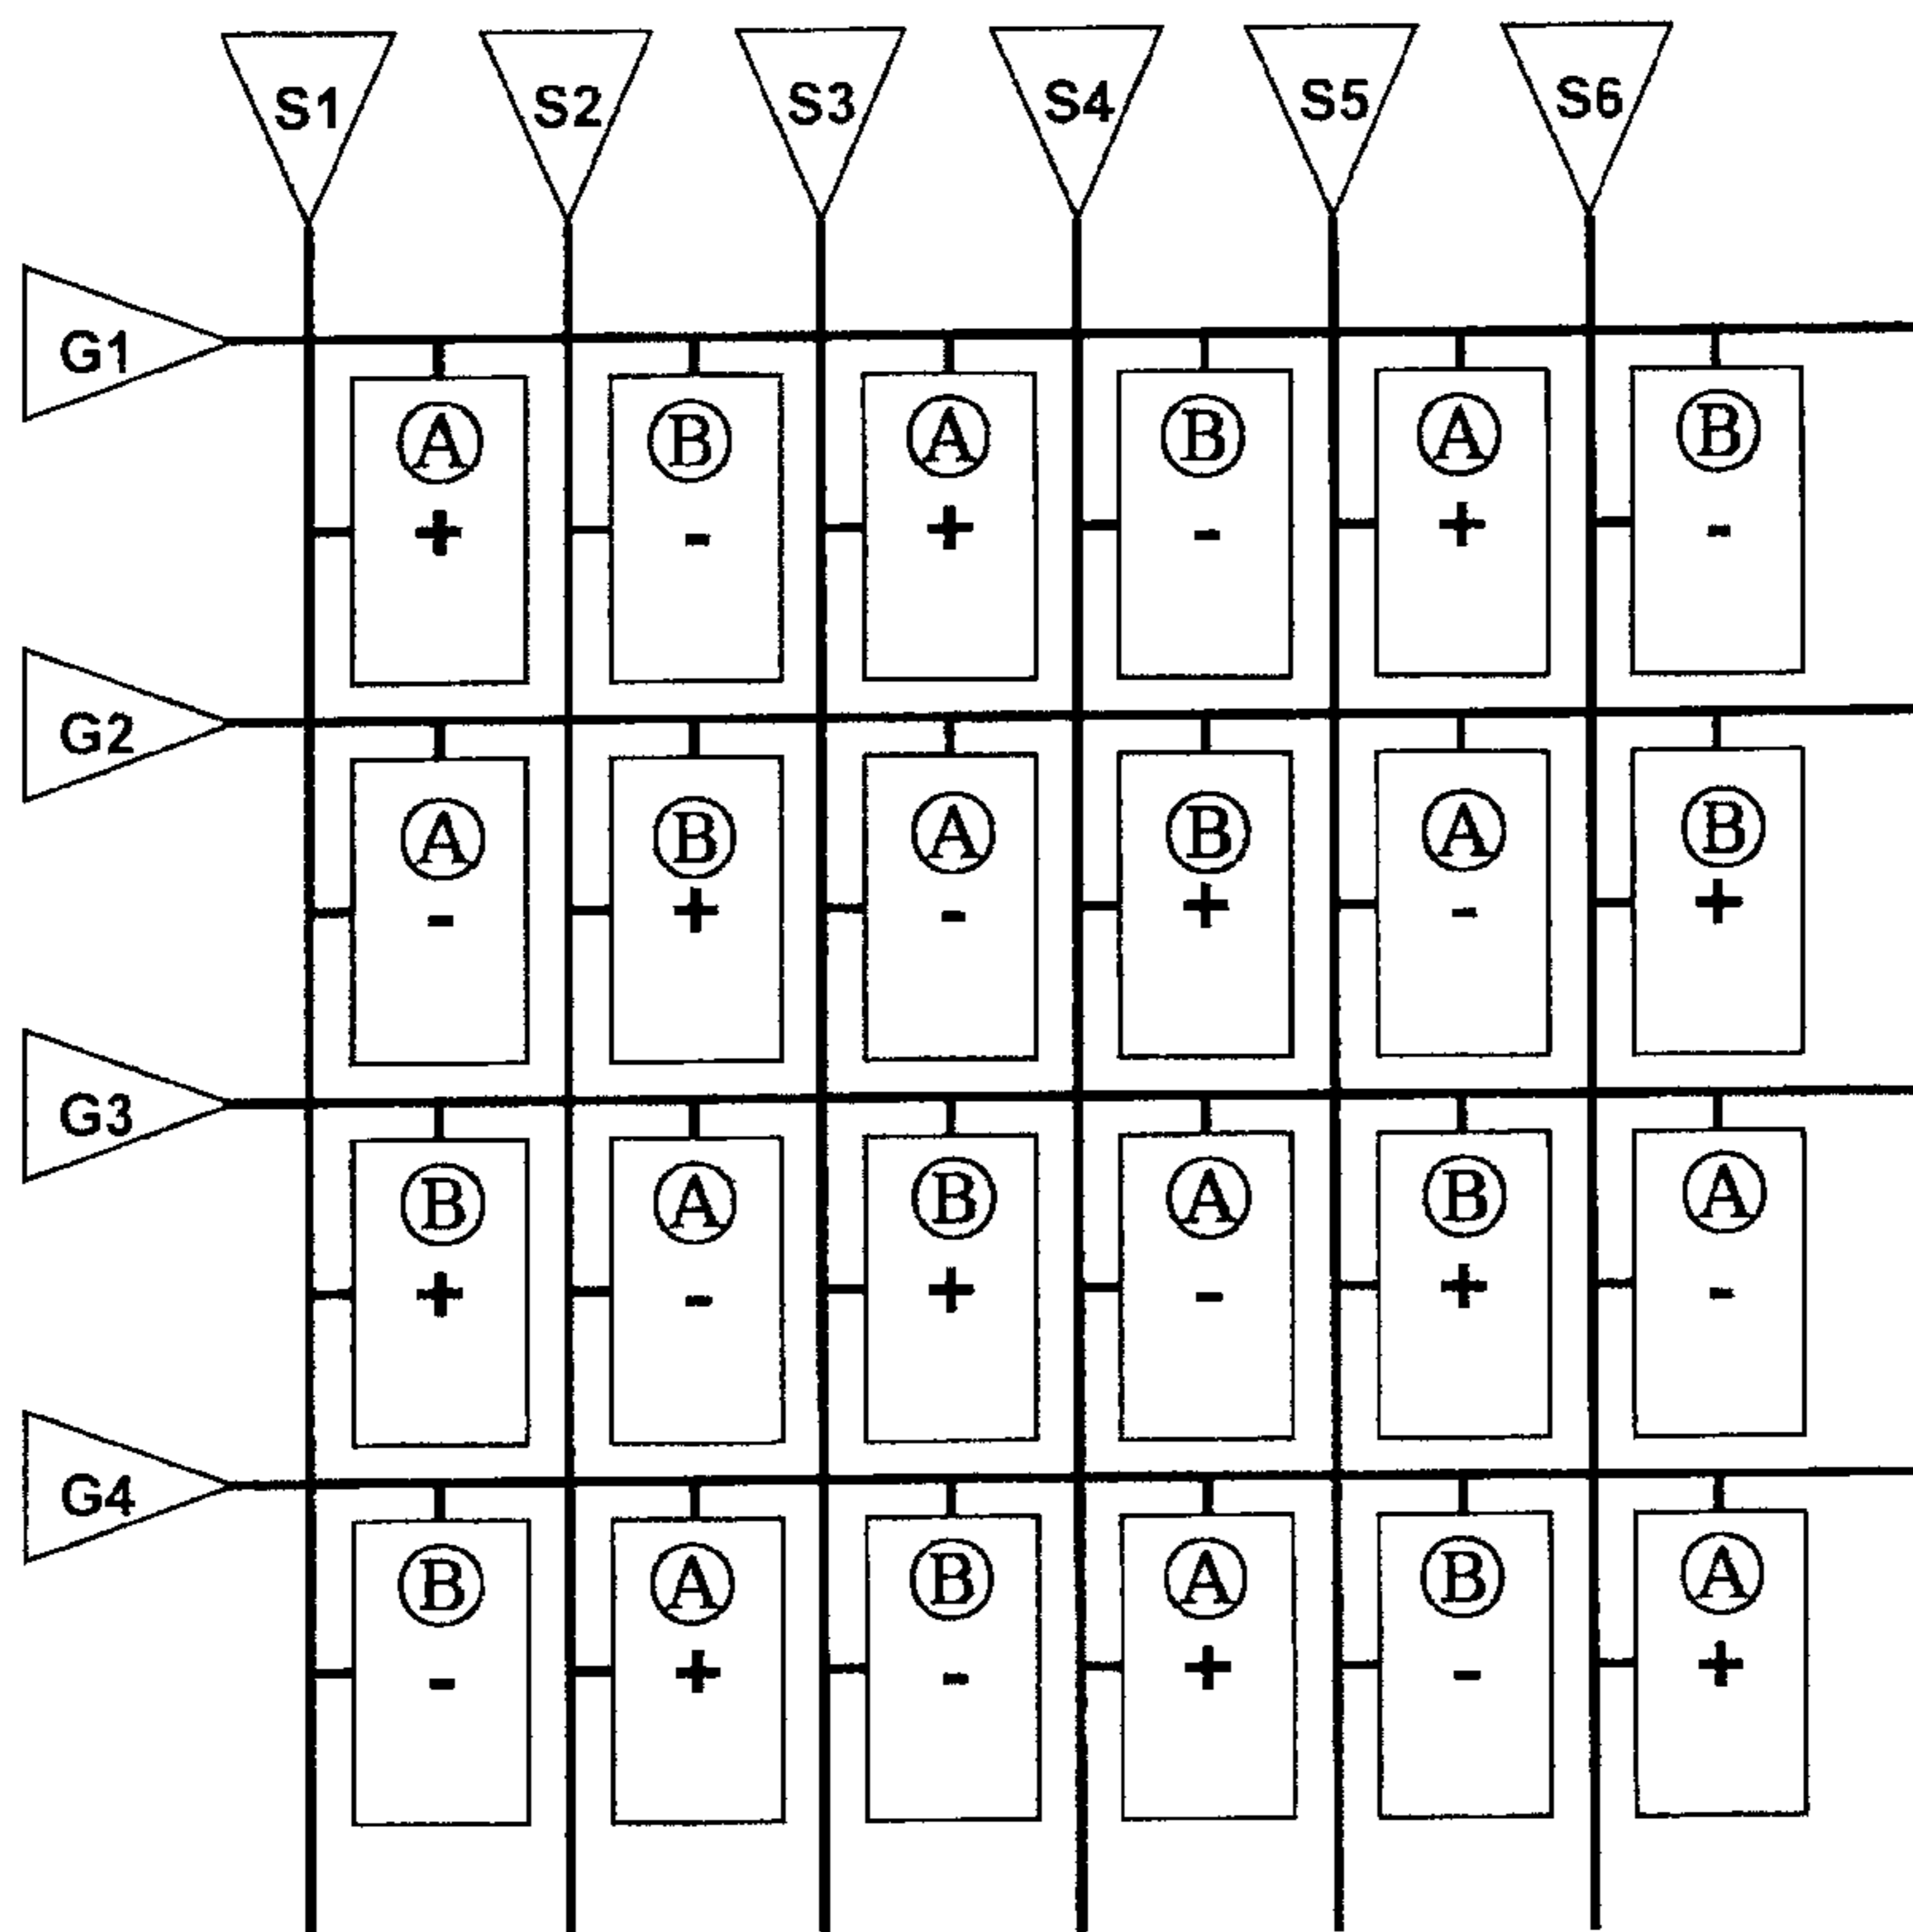 S1 S2 S3 S4 S5 S6
G1
A B A B A B
+ - + - + -
G2
A B A B A B
- + - + - +
G3
B A B A B A
+ - + - + -
G4
B A B A B A
- + - + - +